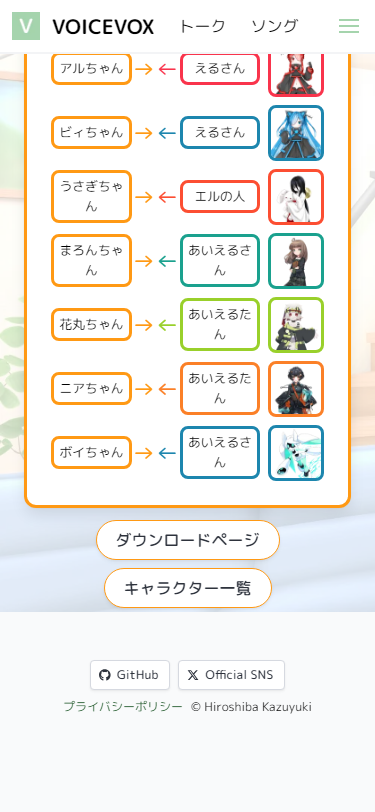 V VOICEVOX トーク ソング
アルちゃん → ← えるさん
ビィちゃん → ← えるさん
うさぎちゃ
ん → ← エルの人
まろんちゃ
ん → ← あいえるさ
ん
花丸ちゃん → ← あいえるた
ん
ニアちゃん → ← あいえるた
ん
ボイちゃん → ← あいえるさ
ん
ダウンロードページ
キャラクター一覧
GitHub Official SNS
プライバシーポリシー © Hiroshiba Kazuyuki